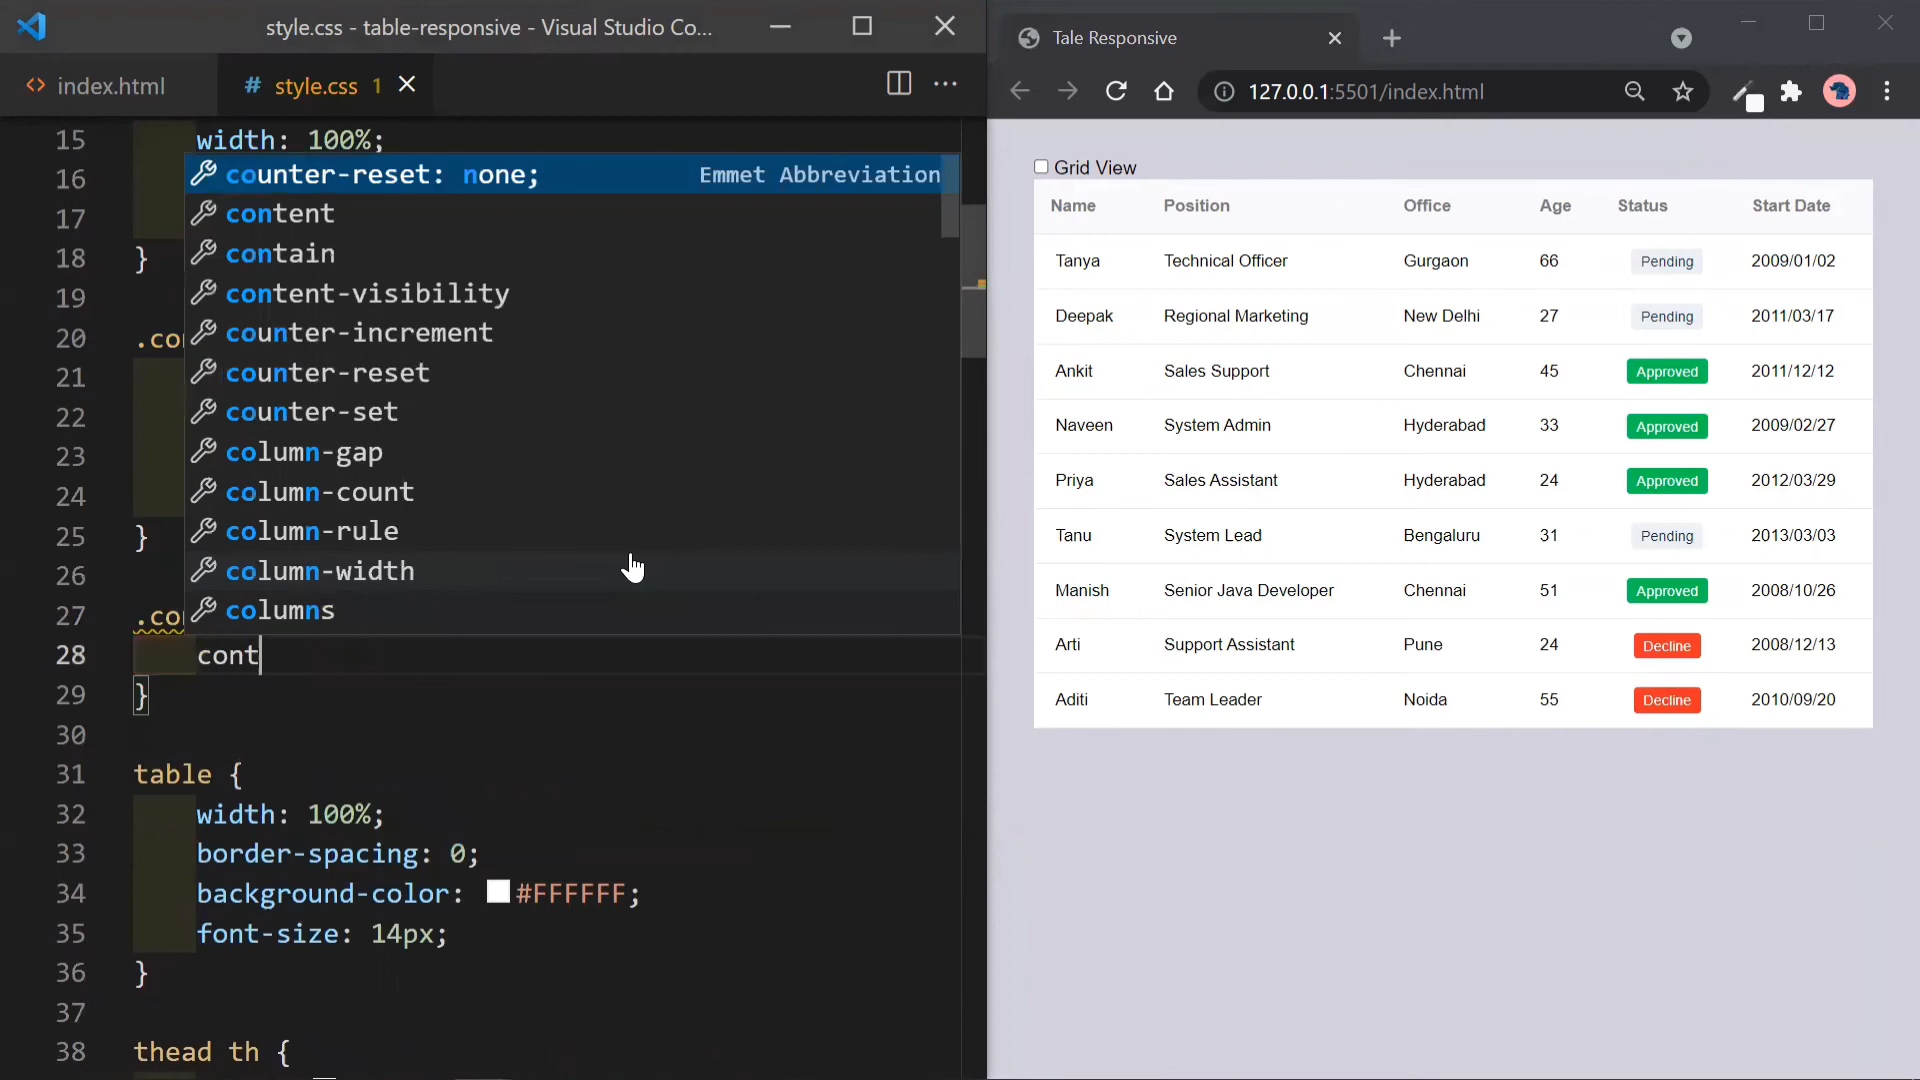 style.css - table-responsive - Visual Studio Co...
index.html
# style.css 1
15 width: 100%;
16 counter-reset: none; Emmet Abbreviation
17 content
18 } contain
19 content-visibility
20 .co counter-increment
21 counter-reset
22 counter-set
23 column-gap
24 column-count
25 } column-rule
26 column-width
27 .co columns
28 cont
29 }
30
31 table {
32 width: 100%;
33 border-spacing: 0;
34 background-color: #FFFFFF;
35 font-size: 14px;
36 }
37
38 thead th {
Tale Responsive
127.0.0.1:5501/index.html
Grid View
Name Position Office Age Status Start Date
Tanya Technical Officer Gurgaon 66 Pending 2009/01/02
Deepak Regional Marketing New Delhi 27 Pending 2011/03/17
Ankit Sales Support Chennai 45 Approved 2011/12/12
Naveen System Admin Hyderabad 33 Approved 2009/02/27
Priya Sales Assistant Hyderabad 24 Approved 2012/03/29
Tanu System Lead Bengaluru 31 Pending 2013/03/03
Manish Senior Java Developer Chennai 51 Approved 2008/10/26
Arti Support Assistant Pune 24 Decline 2008/12/13
Aditi Team Leader Noida 55 Decline 2010/09/20